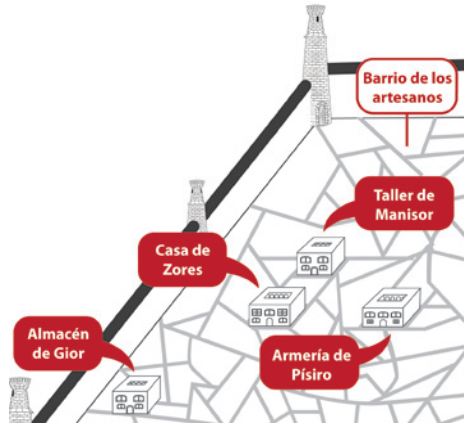 Barrio de los
artesanos
Taller de
Manisor
Casa de
Zores
Almacén
de Gior
Armería de
Písiro